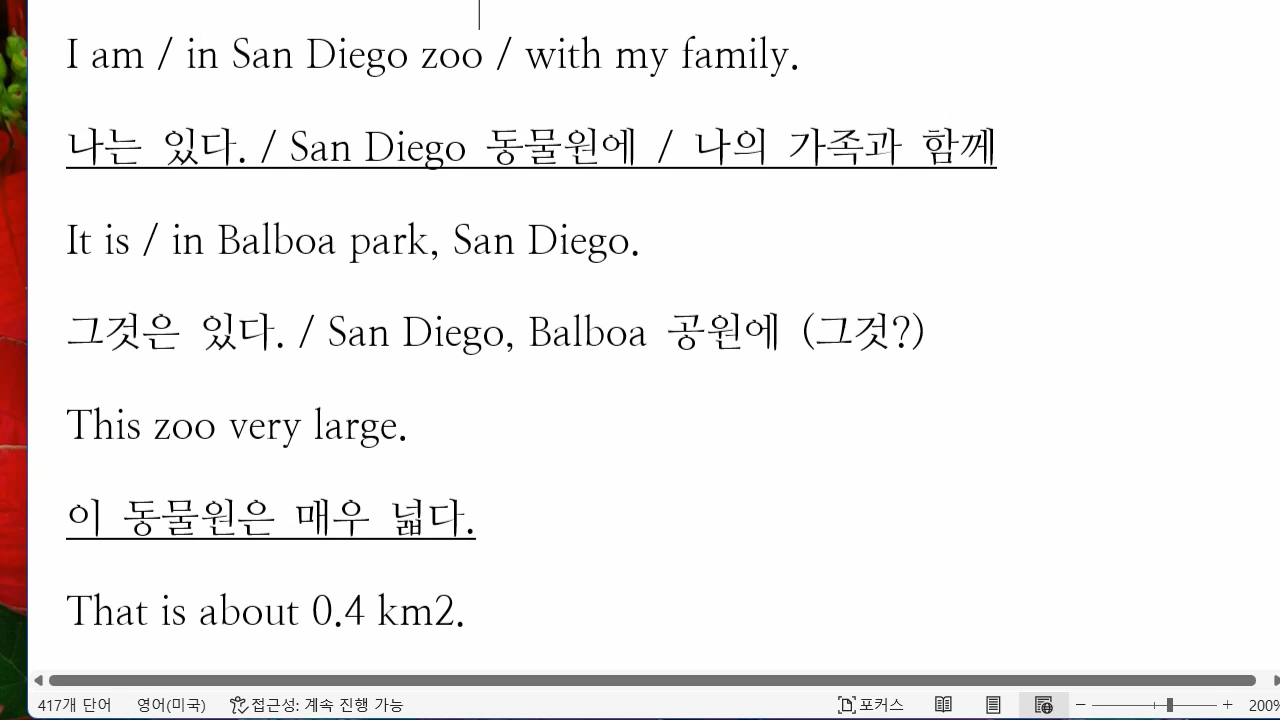 I am / in San Diego zoo / with my family.
나는 있다. / San Diego 동물원에 / 나의 가족과 함께
It is / in Balboa park, San Diego.
그것은 있다. / San Diego, Balboa 공원에 (그것?)
This zoo very large.
이 동물원은 매우 넓다.
That is about 0.4 km2.
417개 단어 영어(미국) 접근성: 계속 진행 가능 포커스 200%